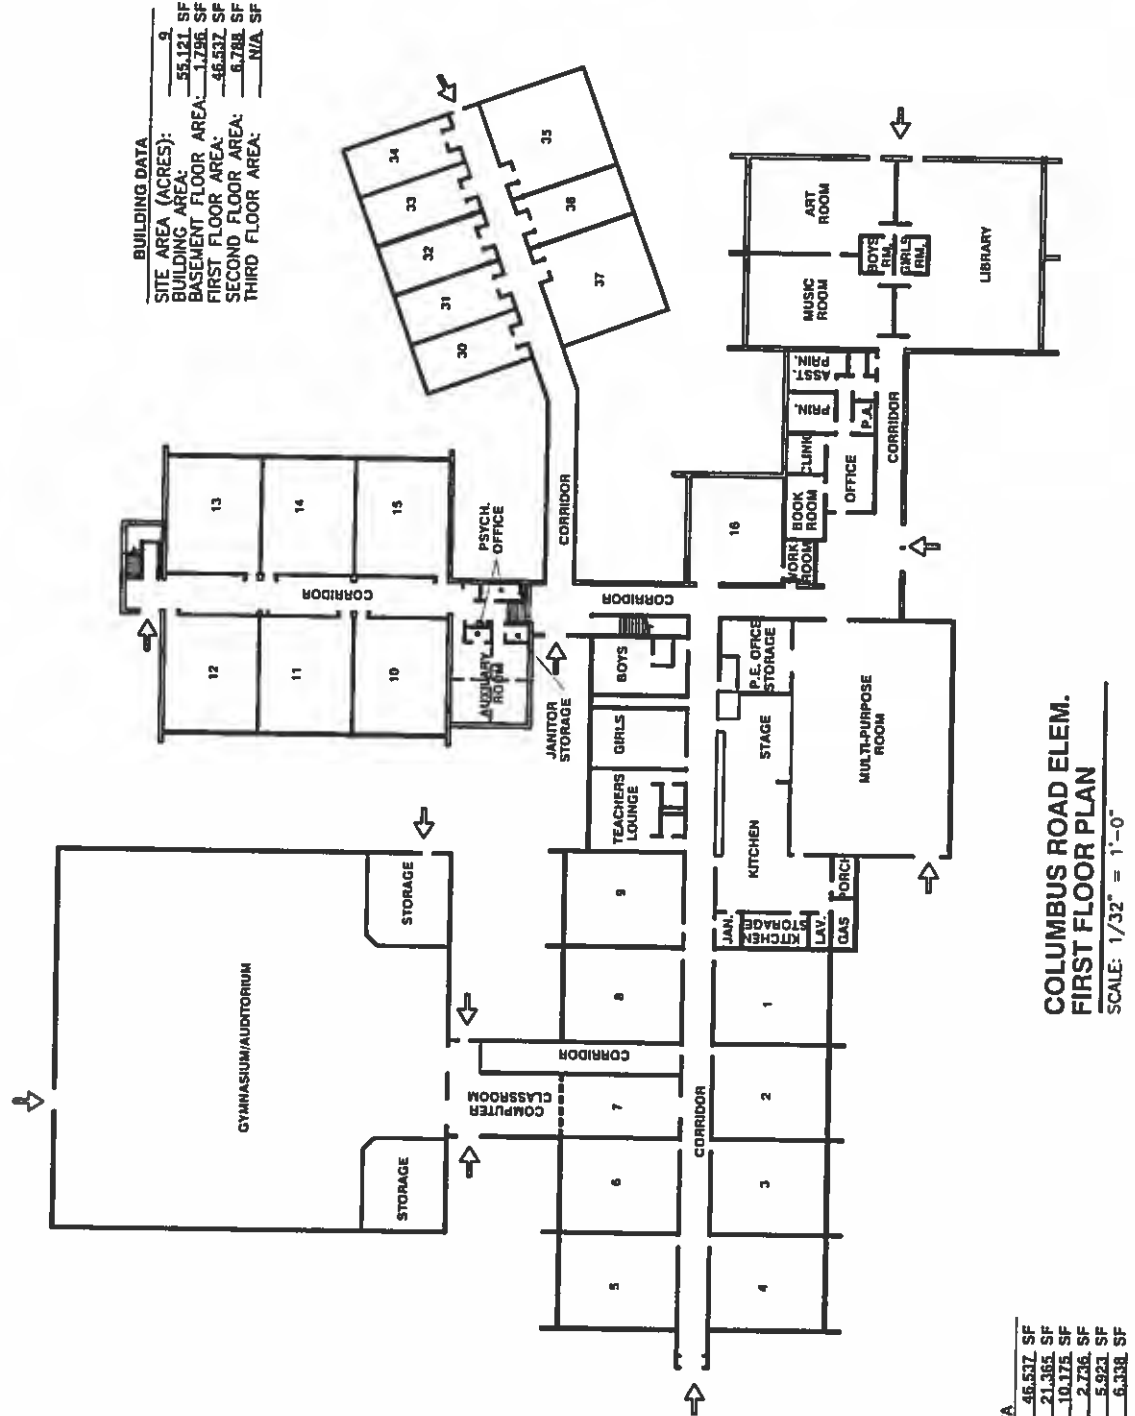 BUILDING DATA
SITE AREA (ACRES): 9
BUILDING AREA: 55,121 SF
BASEMENT FLOOR AREA: 1,796 SF
FIRST FLOOR AREA: 46,537 SF
SECOND FLOOR AREA: 6,788 SF
THIRD FLOOR AREA: N/A SF
34
33
32
31
30
35
36
37
CORRIDOR
13
14
15
12
11
10
CORRIDOR
PSYCH.
OFFICE
AUXILIARY
ROOM
JANITOR
STORAGE
CORRIDOR
ART
ROOM
MUSIC
ROOM
BOYS
RM.
GIRLS
RM.
LIBRARY
ASST.
PRIN.
PRIN.
P.A.
CLINIC
OFFICE
BOOK
ROOM
WORK
ROOM
16
CORRIDOR
BOYS
GIRLS
TEACHERS
LOUNGE
P.E. OFICE
STORAGE
STAGE
MULTI-PURPOSE
ROOM
KITCHEN
JAN.
KITCHEN
STORAGE
LAV.
GAS
PORCH
GYMNASIUM/AUDITORIUM
STORAGE
STORAGE
CORRIDOR
COMPUTER
CLASSROOM
9
8
7
6
5
CORRIDOR
1
2
3
4
COLUMBUS ROAD ELEM.
FIRST FLOOR PLAN
SCALE: 1/32" = 1'-0"
A
46,537 SF
21,365 SF
10,175 SF
2,736 SF
5,923 SF
6,338 SF